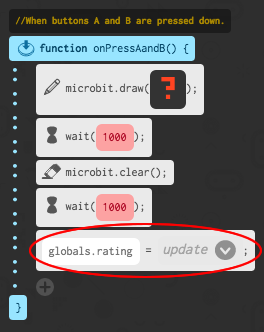 //When buttons A and B are pressed down.
function onPressAandB() {
microbit.draw(?);
wait(1000);
microbit.clear();
wait(1000);
globals.rating = update ;
}